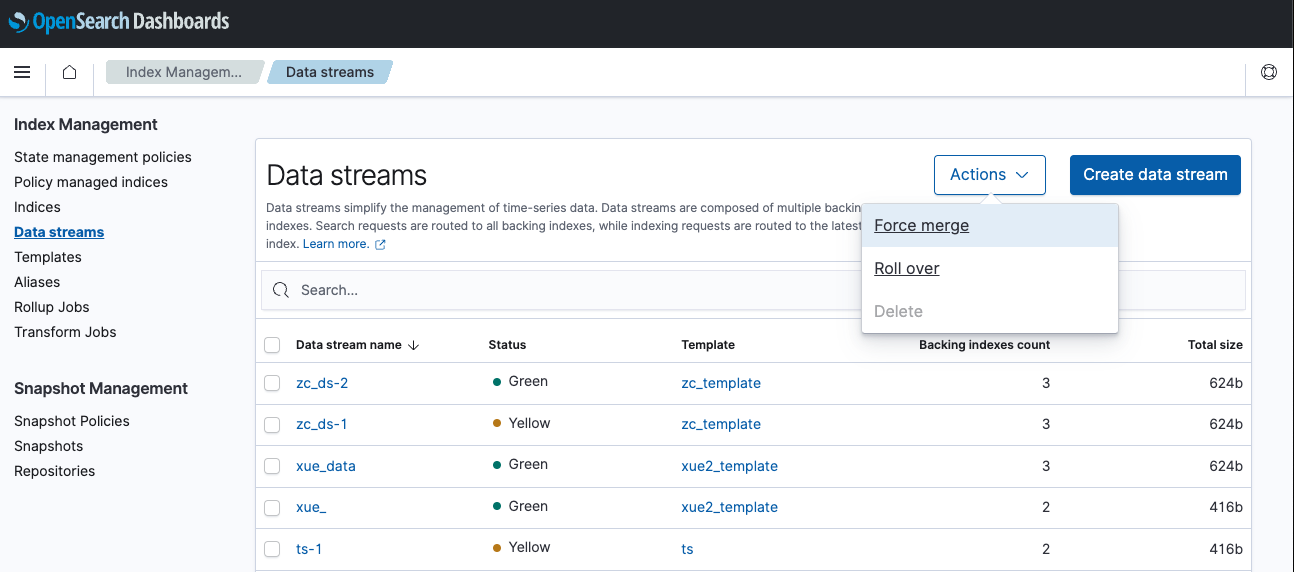 OpenSearch Dashboards
Index Managem...
Data streams
Index Management
State management policies
Policy managed indices
Indices
Data streams
Templates
Aliases
Rollup Jobs
Transform Jobs
Snapshot Management
Snapshot Policies
Snapshots
Repositories
Data streams
Actions
Create data stream
Data streams simplify the management of time-series data. Data streams are composed of multiple backing
indexes. Search requests are routed to all backing indexes, while indexing requests are routed to the latest
index. Learn more.
Force merge
Roll over
Delete
Search...
Data stream name Status Template Backing indexes count Total size
zc_ds-2 Green zc_template 3 624b
zc_ds-1 Yellow zc_template 3 624b
xue_data Green xue2_template 3 624b
xue_ Green xue2_template 2 416b
ts-1 Yellow ts 2 416b